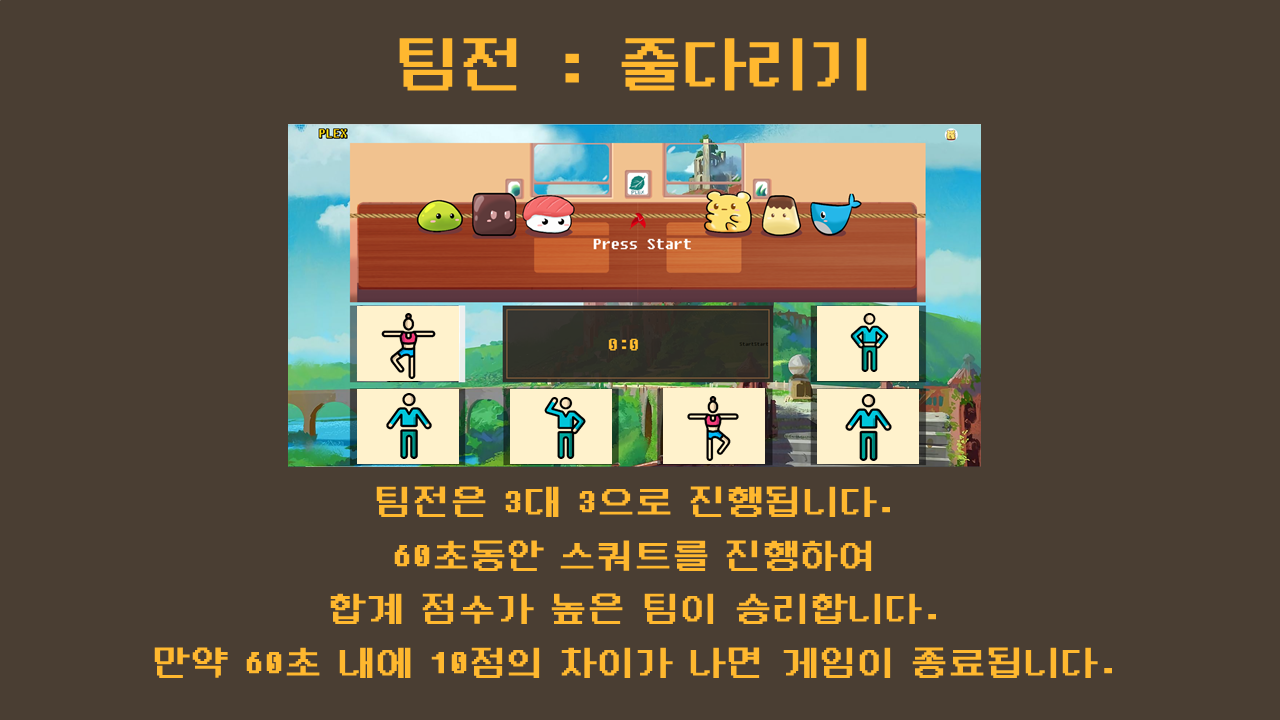 팀전 : 줄다리기
PLEX
Press Start
0:0
팀전은 3대 3으로 진행됩니다.
60초동안 스쿼트를 진행하여
합계 점수가 높은 팀이 승리합니다.
만약 60초 내에 10점의 차이가 나면 게임이 종료됩니다.